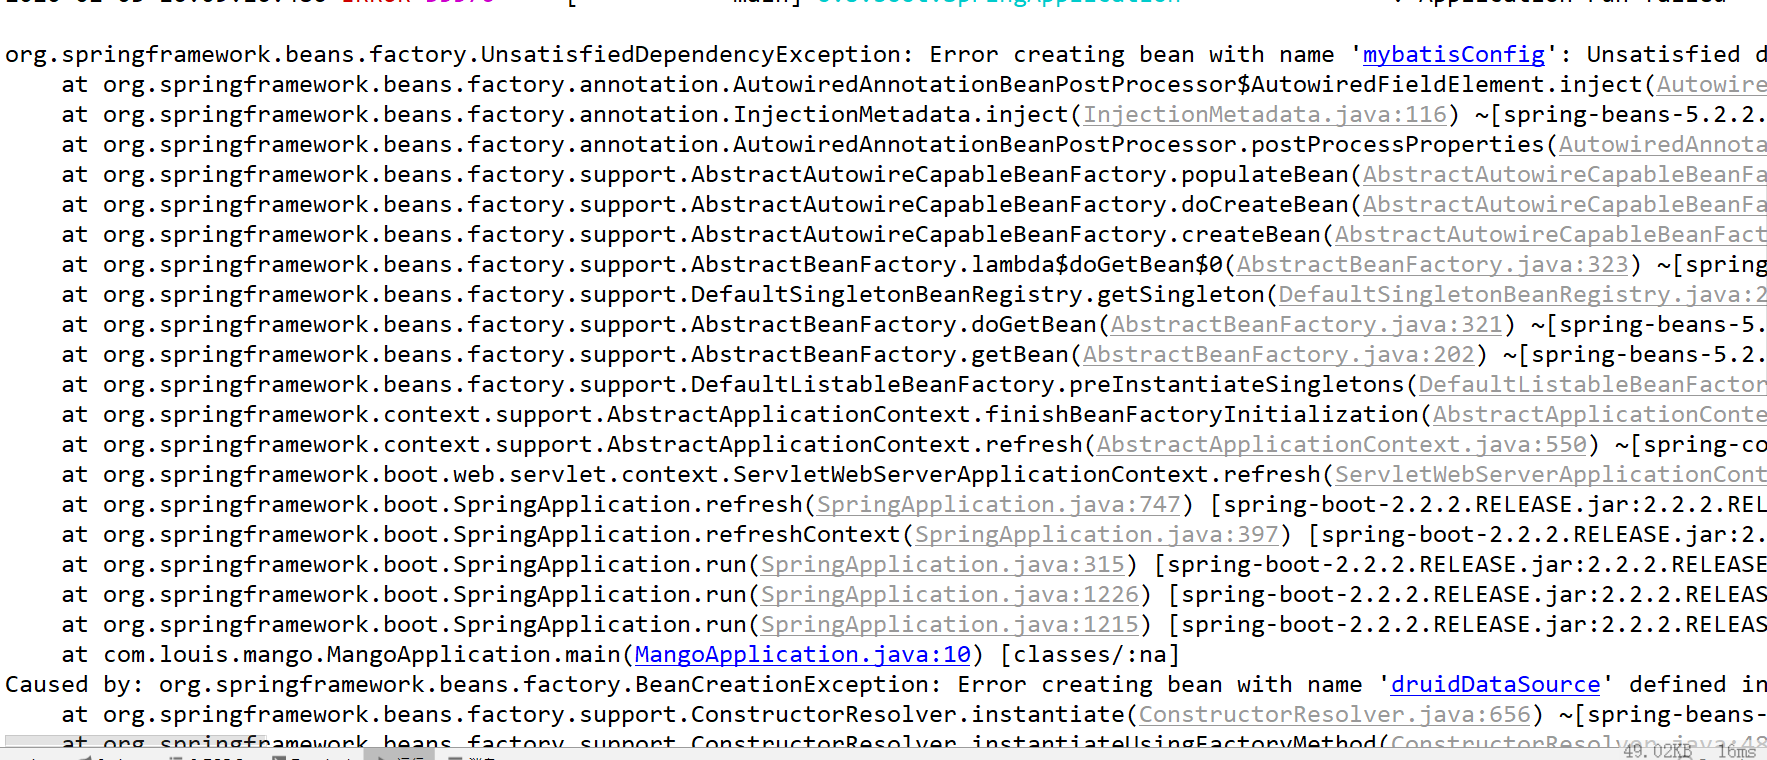 org.springframework.beans.factory.UnsatisfiedDependencyException: Error creating bean with name 'mybatisConfig': Unsatisfied d
at org.springframework.beans.factory.annotation.AutowiredAnnotationBeanPostProcessor$AutowiredFieldElement.inject(Autowire
at org.springframework.beans.factory.annotation.InjectionMetadata.inject(InjectionMetadata.java:116) ~[spring-beans-5.2.2.
at org.springframework.beans.factory.annotation.AutowiredAnnotationBeanPostProcessor.postProcessProperties(AutowiredAnnota
at org.springframework.beans.factory.support.AbstractAutowireCapableBeanFactory.populateBean(AbstractAutowireCapableBeanFa
at org.springframework.beans.factory.support.AbstractAutowireCapableBeanFactory.doCreateBean(AbstractAutowireCapableBeanFa
at org.springframework.beans.factory.support.AbstractAutowireCapableBeanFactory.createBean(AbstractAutowireCapableBeanFact
at org.springframework.beans.factory.support.AbstractBeanFactory.lambda$doGetBean$0(AbstractBeanFactory.java:323) ~[spring
at org.springframework.beans.factory.support.DefaultSingletonBeanRegistry.getSingleton(DefaultSingletonBeanRegistry.java:2
at org.springframework.beans.factory.support.AbstractBeanFactory.doGetBean(AbstractBeanFactory.java:321) ~[spring-beans-5.
at org.springframework.beans.factory.support.AbstractBeanFactory.getBean(AbstractBeanFactory.java:202) ~[spring-beans-5.2.
at org.springframework.beans.factory.support.DefaultListableBeanFactory.preInstantiateSingletons(DefaultListableBeanFactor
at org.springframework.context.support.AbstractApplicationContext.finishBeanFactoryInitialization(AbstractApplicationConte
at org.springframework.context.support.AbstractApplicationContext.refresh(AbstractApplicationContext.java:550) ~[spring-co
at org.springframework.boot.web.servlet.context.ServletWebServerApplicationContext.refresh(ServletWebServerApplicationCont
at org.springframework.boot.SpringApplication.refresh(SpringApplication.java:747) [spring-boot-2.2.2.RELEASE.jar:2.2.2.REL
at org.springframework.boot.SpringApplication.refreshContext(SpringApplication.java:397) [spring-boot-2.2.2.RELEASE.jar:2.
at org.springframework.boot.SpringApplication.run(SpringApplication.java:315) [spring-boot-2.2.2.RELEASE.jar:2.2.2.RELEASE
at org.springframework.boot.SpringApplication.run(SpringApplication.java:1226) [spring-boot-2.2.2.RELEASE.jar:2.2.2.RELEAS
at org.springframework.boot.SpringApplication.run(SpringApplication.java:1215) [spring-boot-2.2.2.RELEASE.jar:2.2.2.RELEAS
at com.louis.mango.MangoApplication.main(MangoApplication.java:10) [classes/:na]
Caused by: org.springframework.beans.factory.BeanCreationException: Error creating bean with name 'druidDataSource' defined in
at org.springframework.beans.factory.support.ConstructorResolver.instantiate(ConstructorResolver.java:656) ~[spring-beans-
at org.springframework.beans.factory.support.ConstructorResolver.instantiateUsingFactoryMethod(ConstructorResolver.java:48
49.02KB 16ms